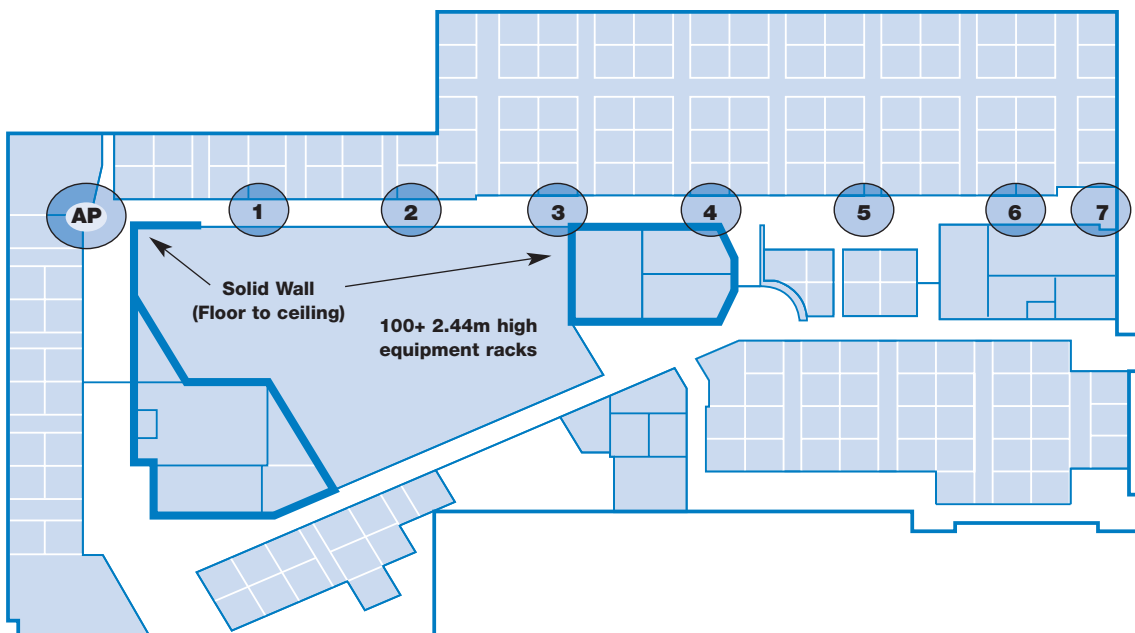 AP
1
2
3
4
5
6
7
Solid Wall
(Floor to ceiling)
100+ 2.44m high
equipment racks